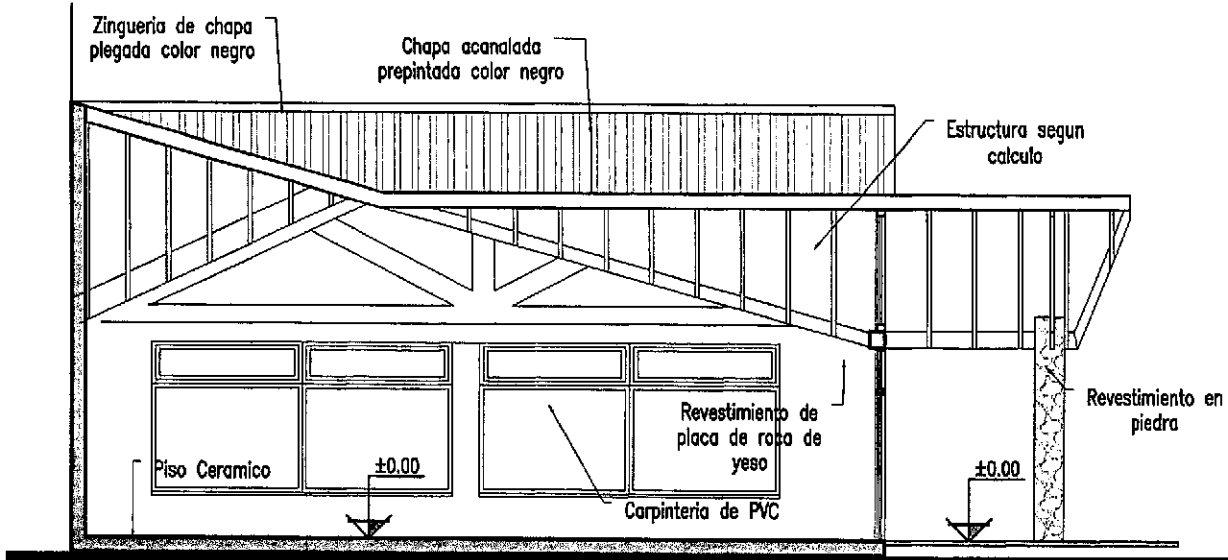 Zingueria de chapa
plegada color negro
Chapa acanalada
prepintada color negro
Estructura segun
calculo
Revestimiento de
placa de roca de
yeso
Revestimiento en
piedra
Piso Ceramico
±0.00
±0.00
Carpinteria de PVC